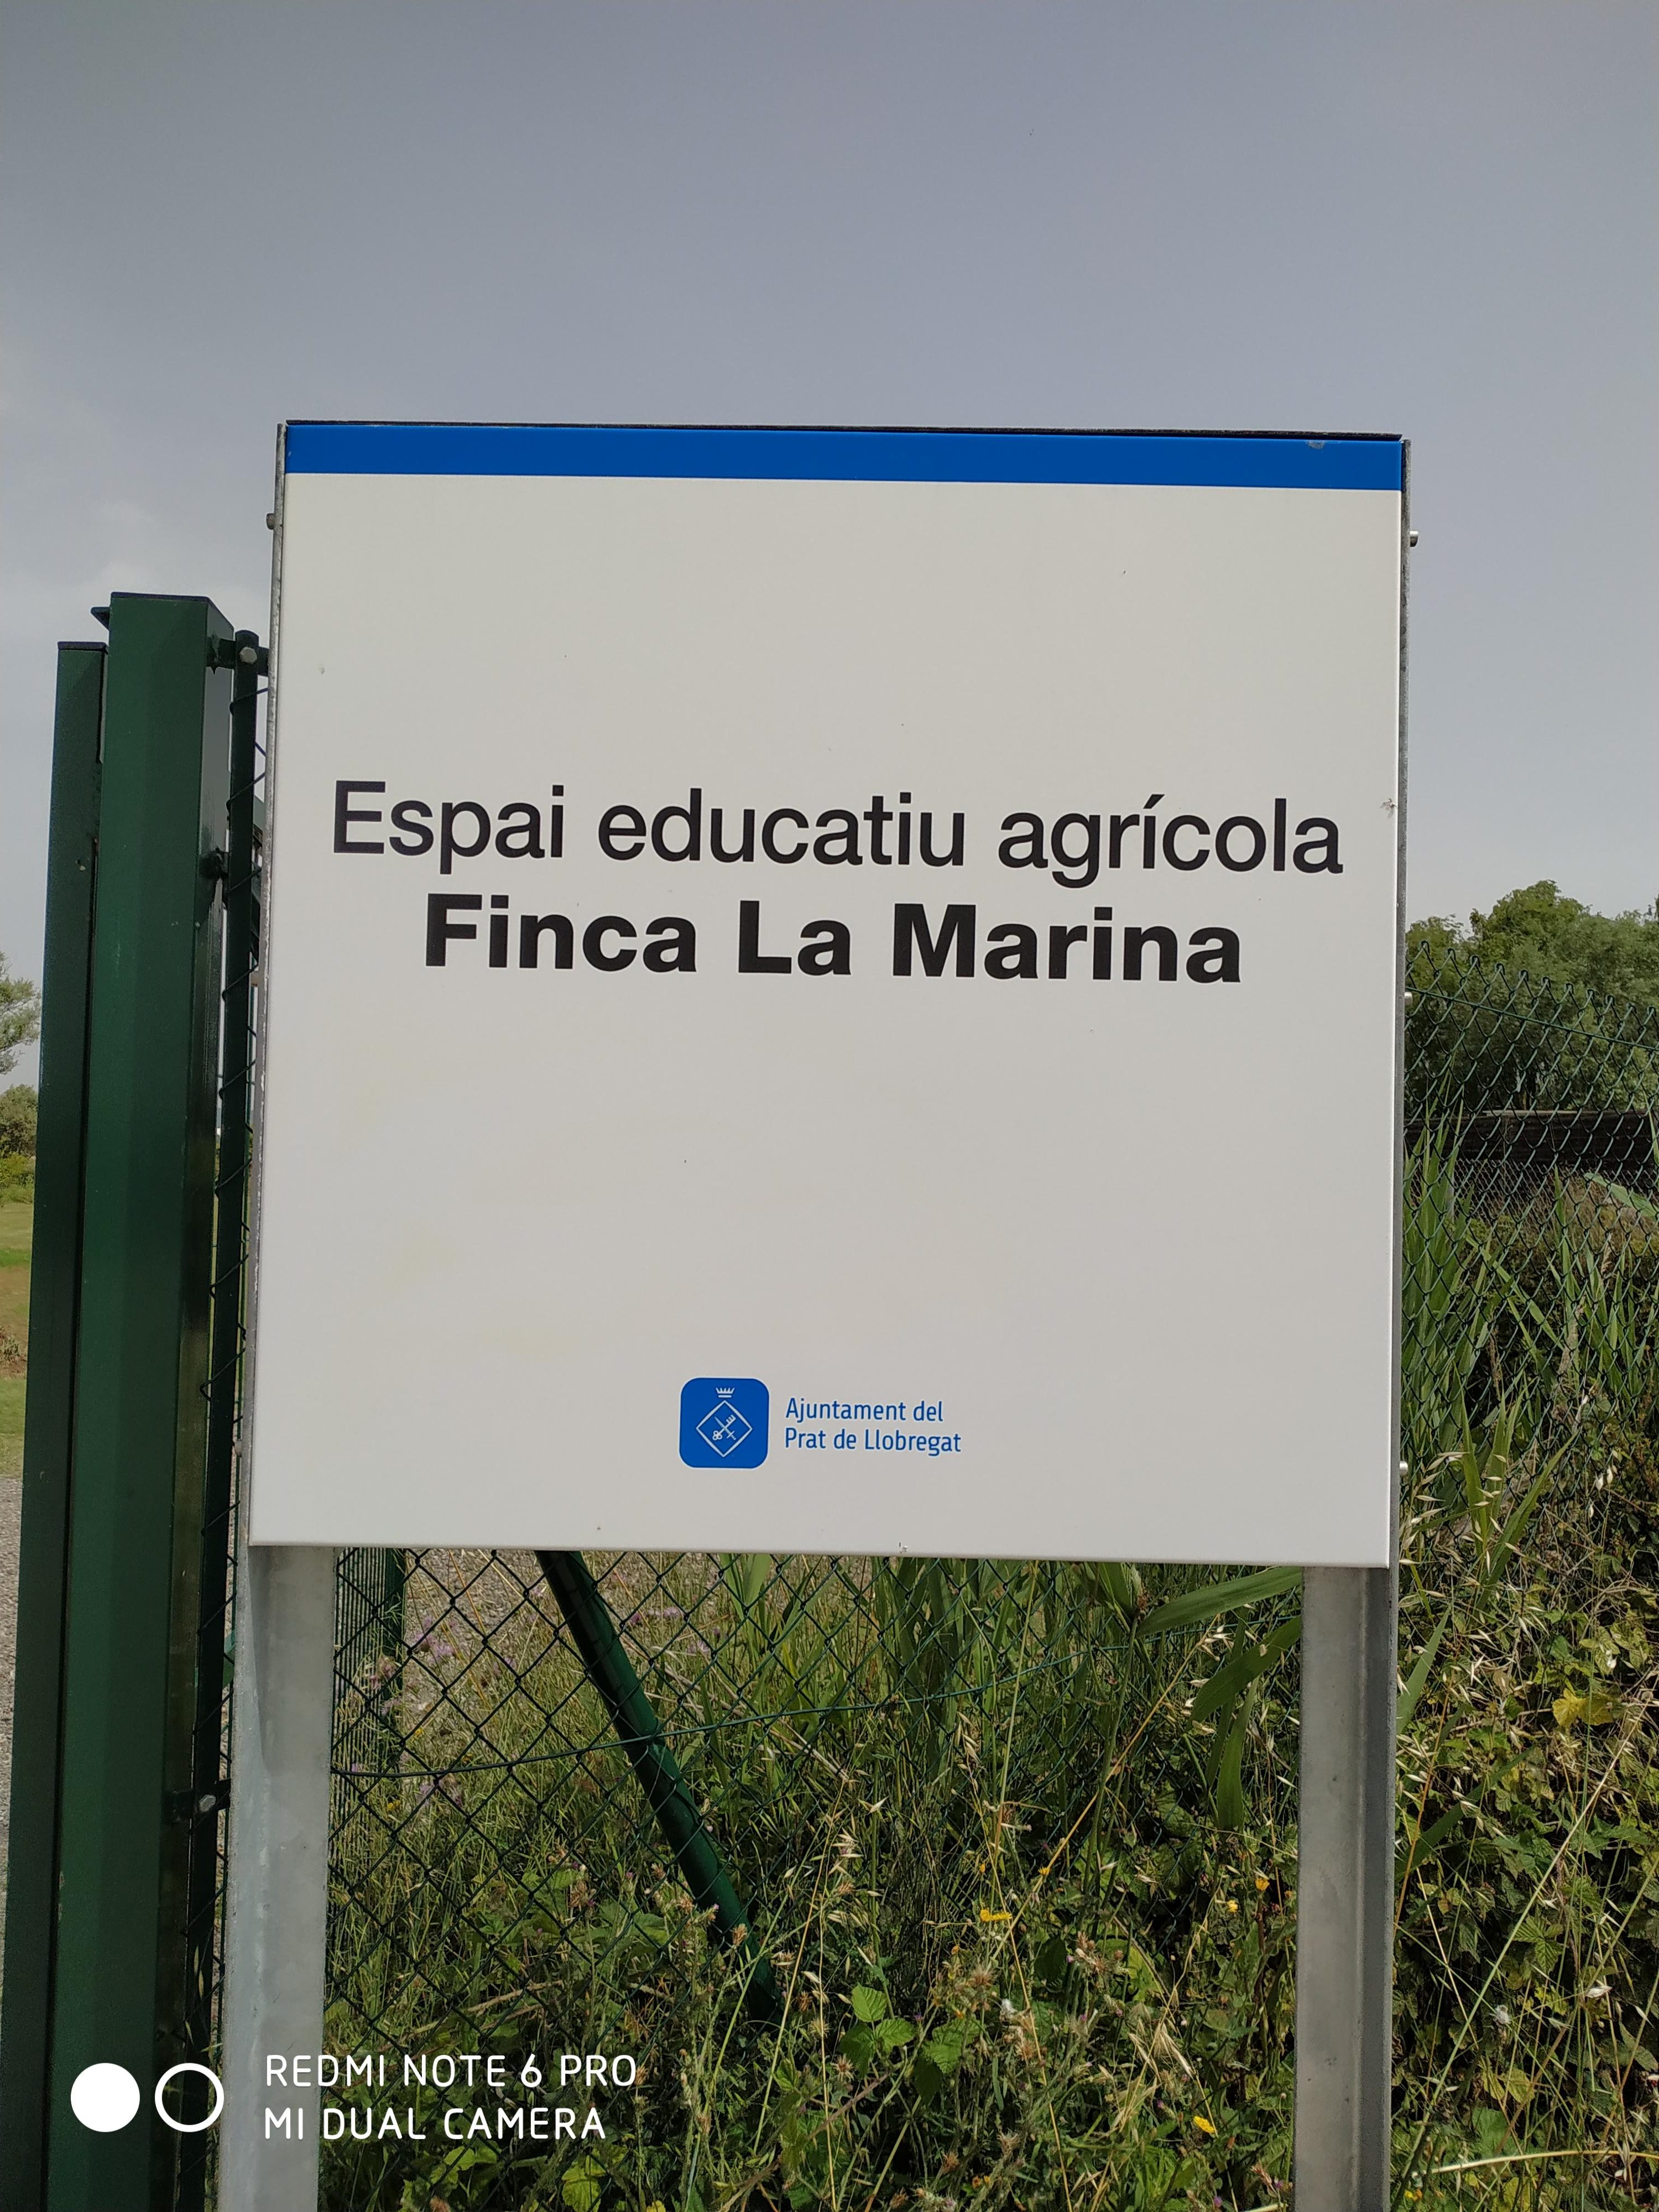 Espai educatiu agrícola
Finca La Marina
Ajuntament del
Prat de Llobregat
REDMI NOTE 6 PRO
MI DUAL CAMERA